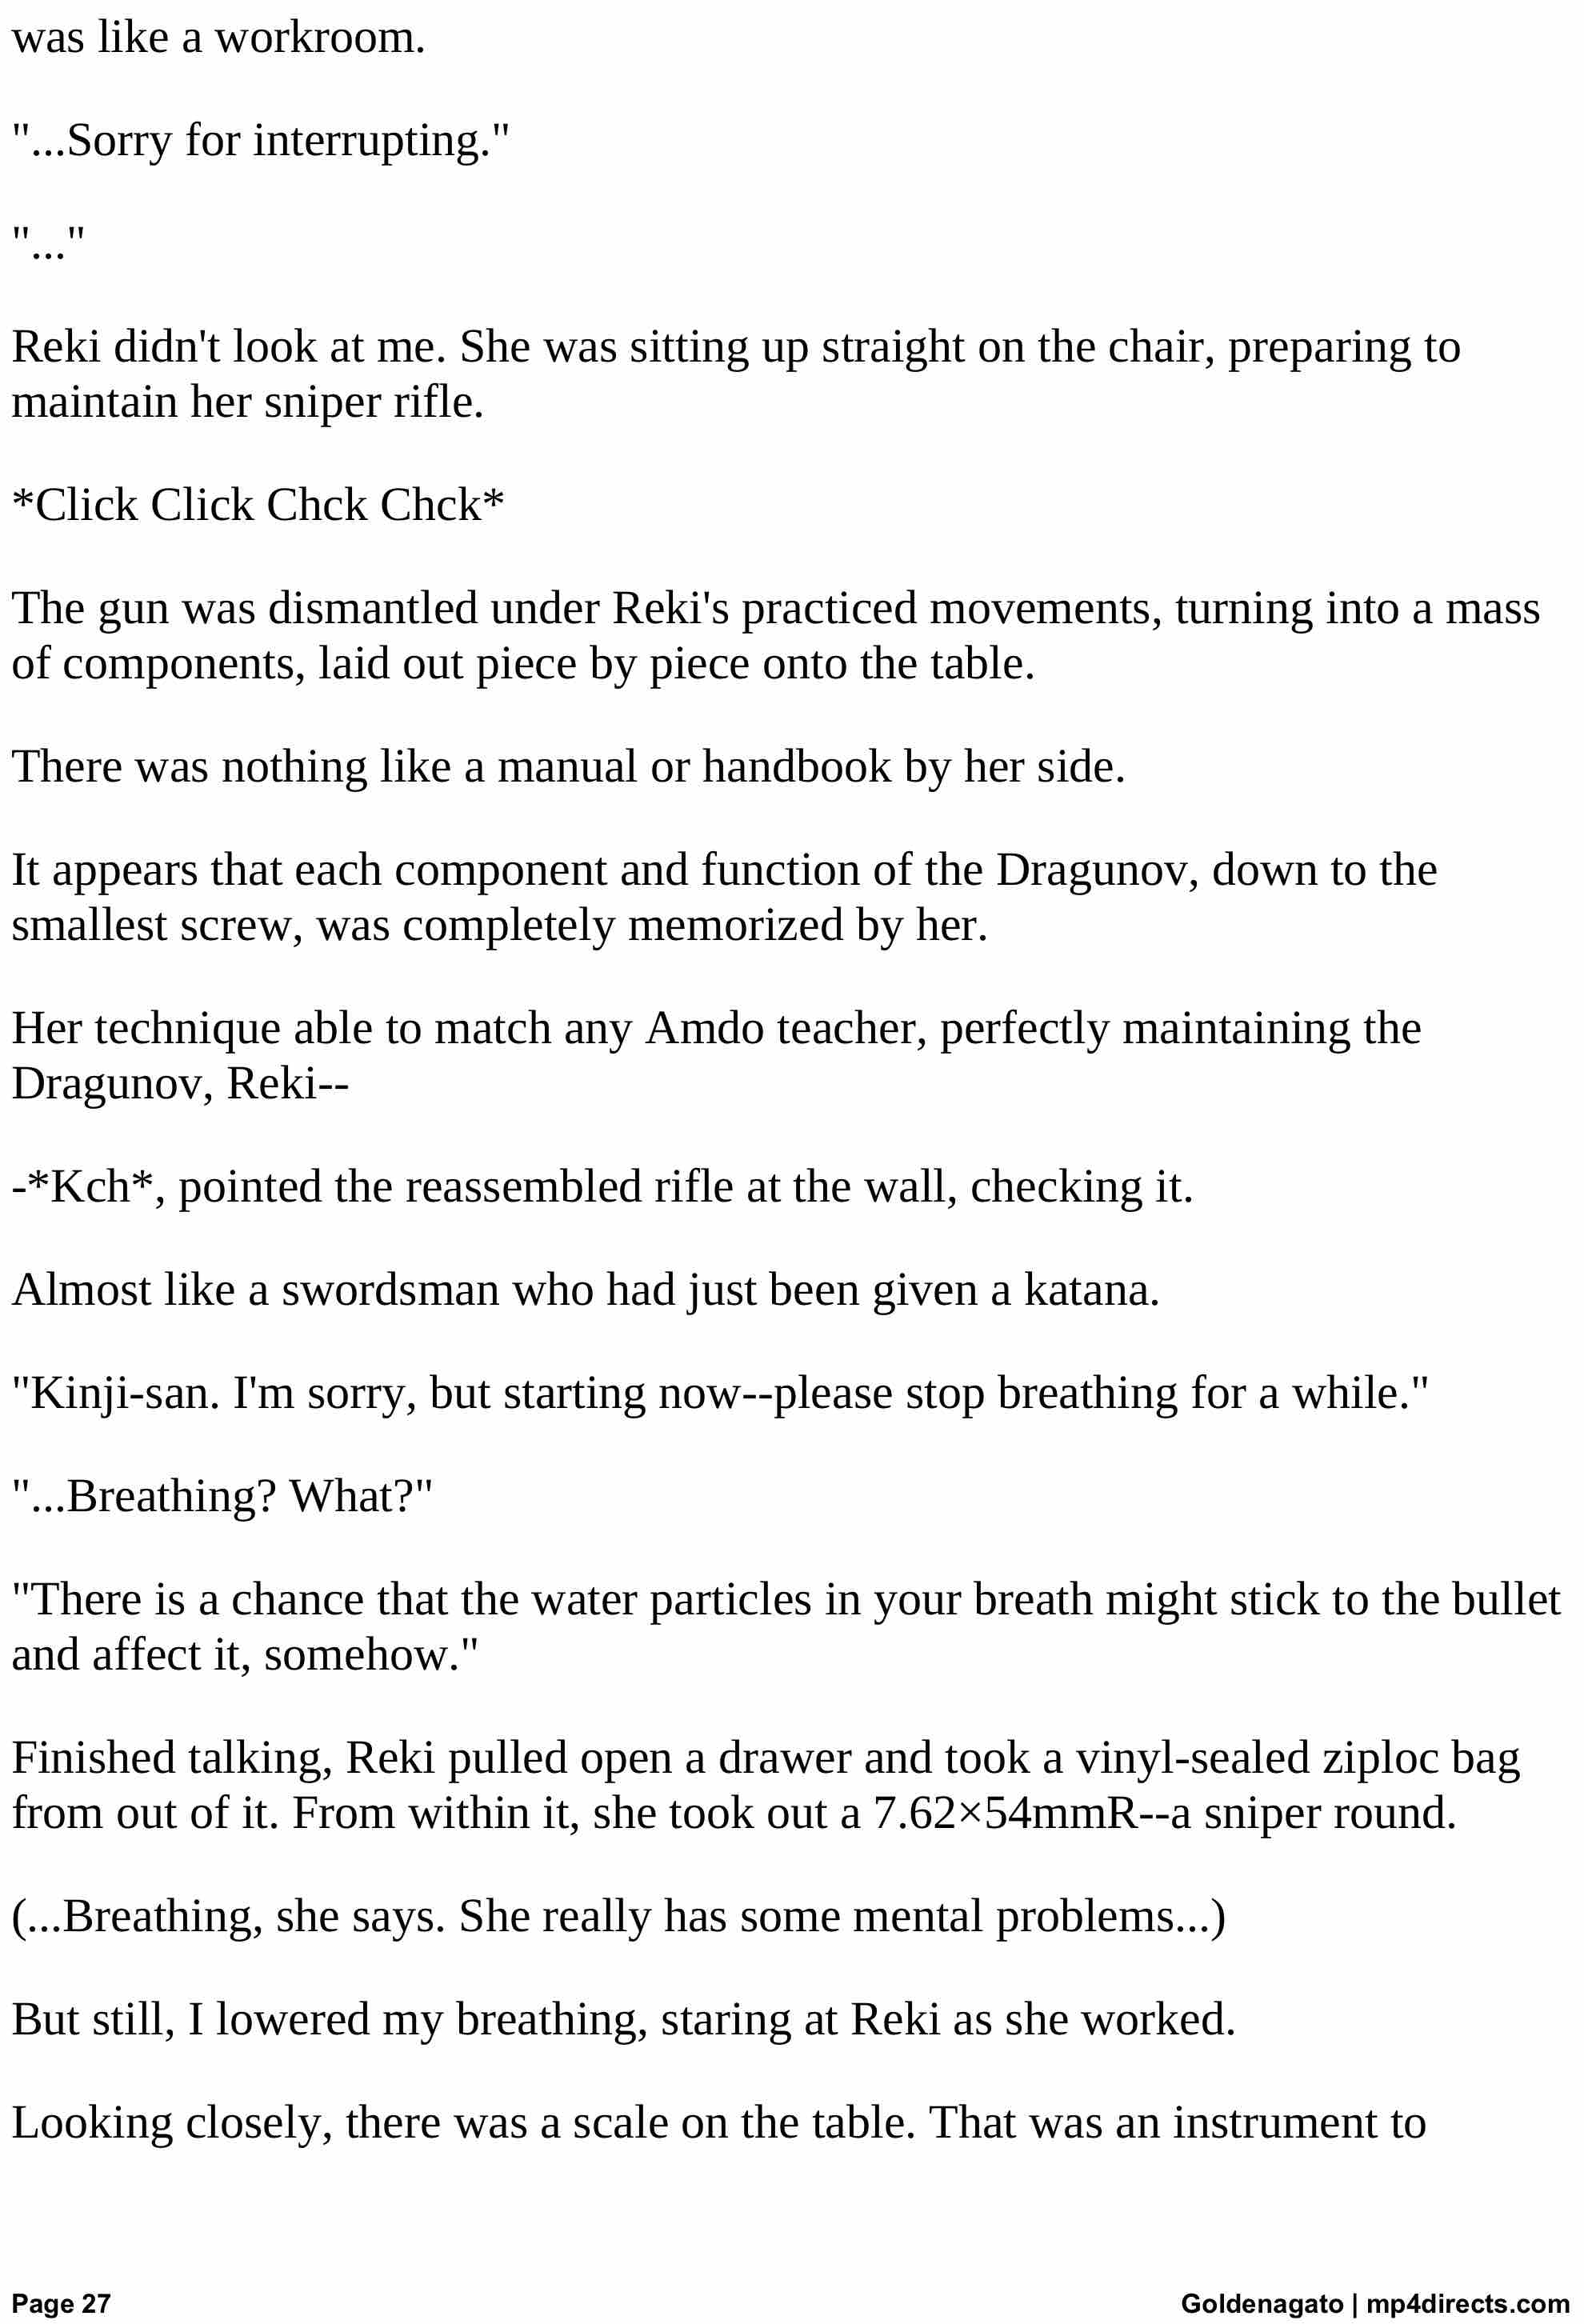 was like a workroom.
"...Sorry for interrupting."
"..."
Reki didn't look at me. She was sitting up straight on the chair, preparing to
maintain her sniper rifle.
*Click Click Chck Chck*
The gun was dismantled under Reki's practiced movements, turning into a mass
of components, laid out piece by piece onto the table.
There was nothing like a manual or handbook by her side.
It appears that each component and function of the Dragunov, down to the
smallest screw, was completely memorized by her.
Her technique able to match any Amdo teacher, perfectly maintaining the
Dragunov, Reki--
-*Kch*, pointed the reassembled rifle at the wall, checking it.
Almost like a swordsman who had just been given a katana.
"Kinji-san. I'm sorry, but starting now--please stop breathing for a while."
"...Breathing? What?"
"There is a chance that the water particles in your breath might stick to the bullet
and affect it, somehow."
Finished talking, Reki pulled open a drawer and took a vinyl-sealed ziploc bag
from out of it. From within it, she took out a 7.62×54mmR--a sniper round.
(...Breathing, she says. She really has some mental problems...)
But still, I lowered my breathing, staring at Reki as she worked.
Looking closely, there was a scale on the table. That was an instrument to
Page 27
Goldenagato | mp4directs.com